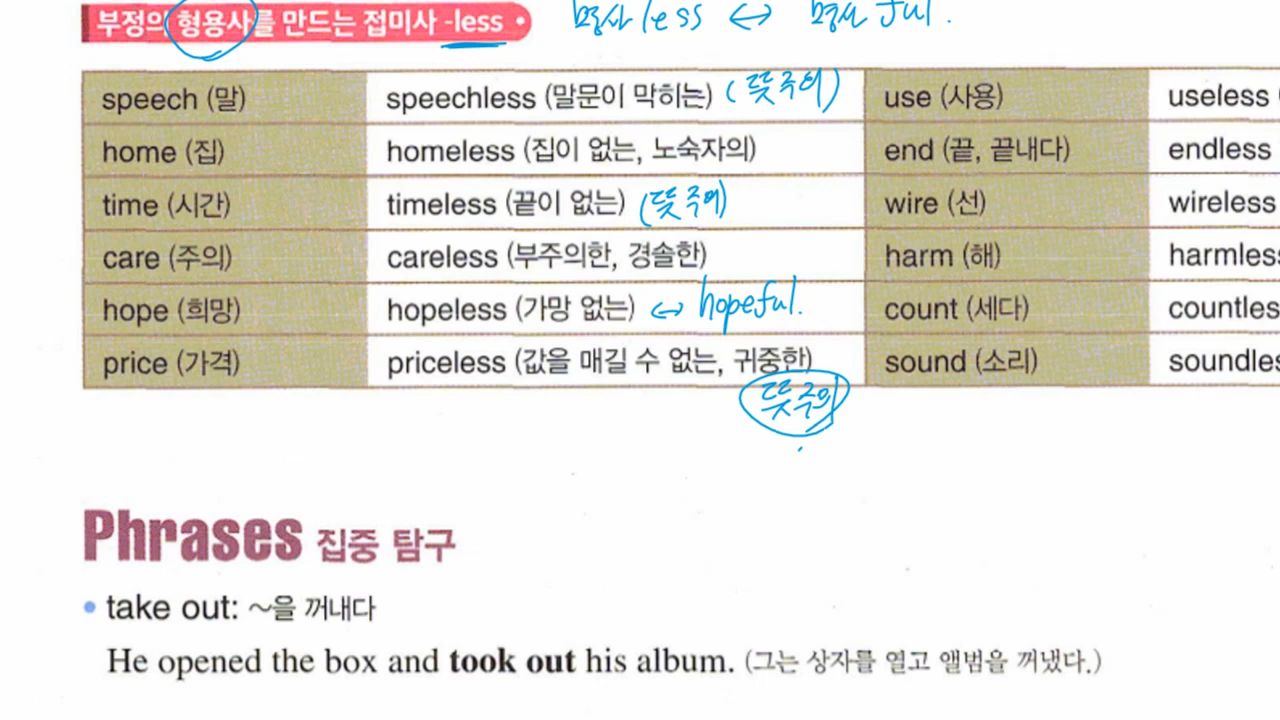 부정의 형용사를 만드는 접미사 -less • 명사 less ↔ 명사 ful.
speech (말) speechless (말문이 막히는) (뜻 주의) use (사용) useless
home (집) homeless (집이 없는, 노숙자의) end (끝, 끝내다) endless
time (시간) timeless (끝이 없는) (뜻 주의) wire (선) wireless
care (주의) careless (부주의한, 경솔한) harm (해) harmless
hope (희망) hopeless (가망 없는) ↔ hopeful. count (세다) countles
price (가격) priceless (값을 매길 수 없는, 귀중한) sound (소리) soundles
뜻 주의
Phrases 집중 탐구
• take out: ~을 꺼내다
He opened the box and took out his album. (그는 상자를 열고 앨범을 꺼냈다.)